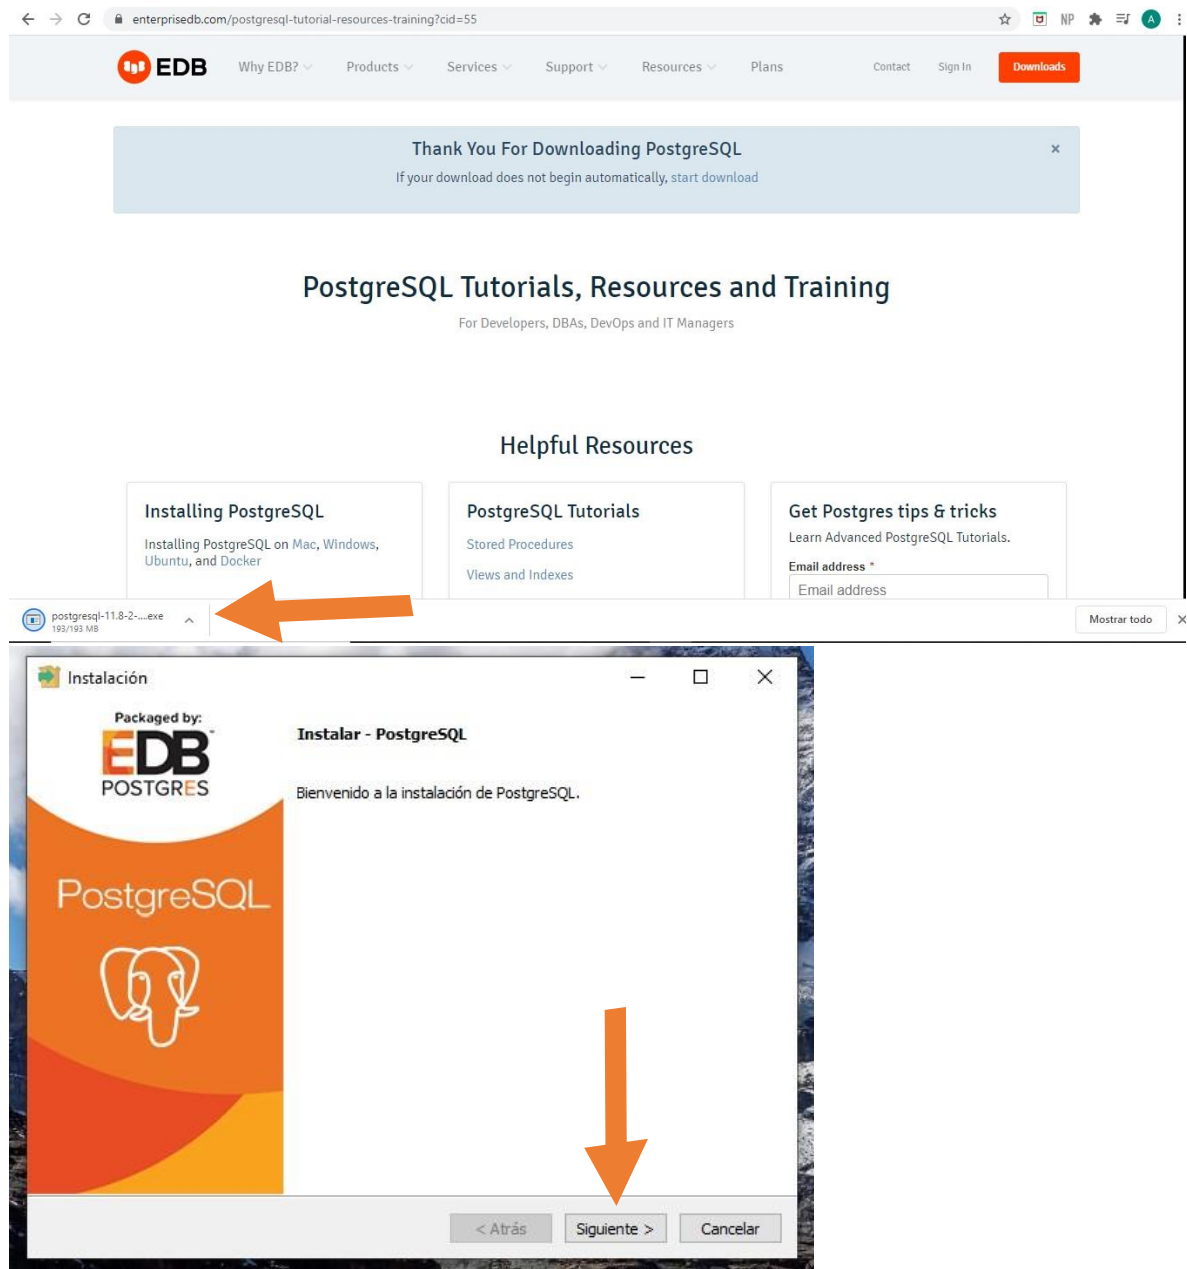 enterprisedb.com/postgresql-tutorial-resources-training?cid=55
NP
A
EDB
Why EDB?
Products
Services
Support
Resources
Plans
Contact
Sign In
Downloads
Thank You For Downloading PostgreSQL
×
If your download does not begin automatically, start download
PostgreSQL Tutorials, Resources and Training
For Developers, DBAs, DevOps and IT Managers
Helpful Resources
Installing PostgreSQL
Installing PostgreSQL on Mac, Windows,
Ubuntu, and Docker
PostgreSQL Tutorials
Stored Procedures
Views and Indexes
Get Postgres tips & tricks
Learn Advanced PostgreSQL Tutorials.
Email address *
Email address
postgresql-11.8-2-....exe
193/193 MB
Mostrar todo
Instalación
Packaged by:
EDB™
POSTGRES
PostgreSQL
Instalar - PostgreSQL
Bienvenido a la instalación de PostgreSQL.
< Atrás
Siguiente >
Cancelar